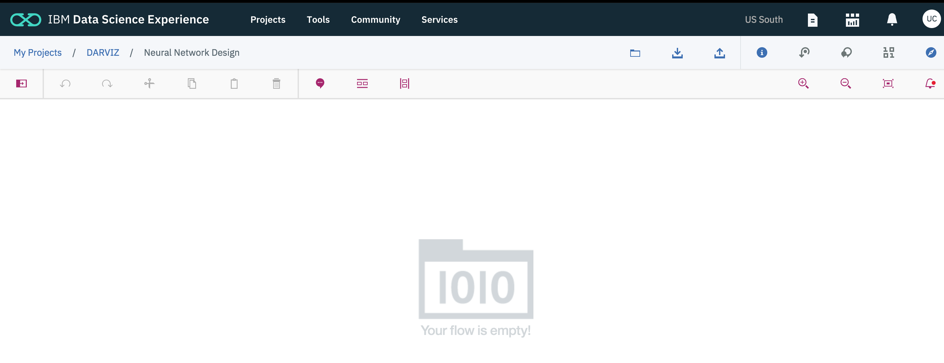 IBM Data Science Experience Projects Tools Community Services US South UC
My Projects / DARVIZ / Neural Network Design
1010
Your flow is empty!